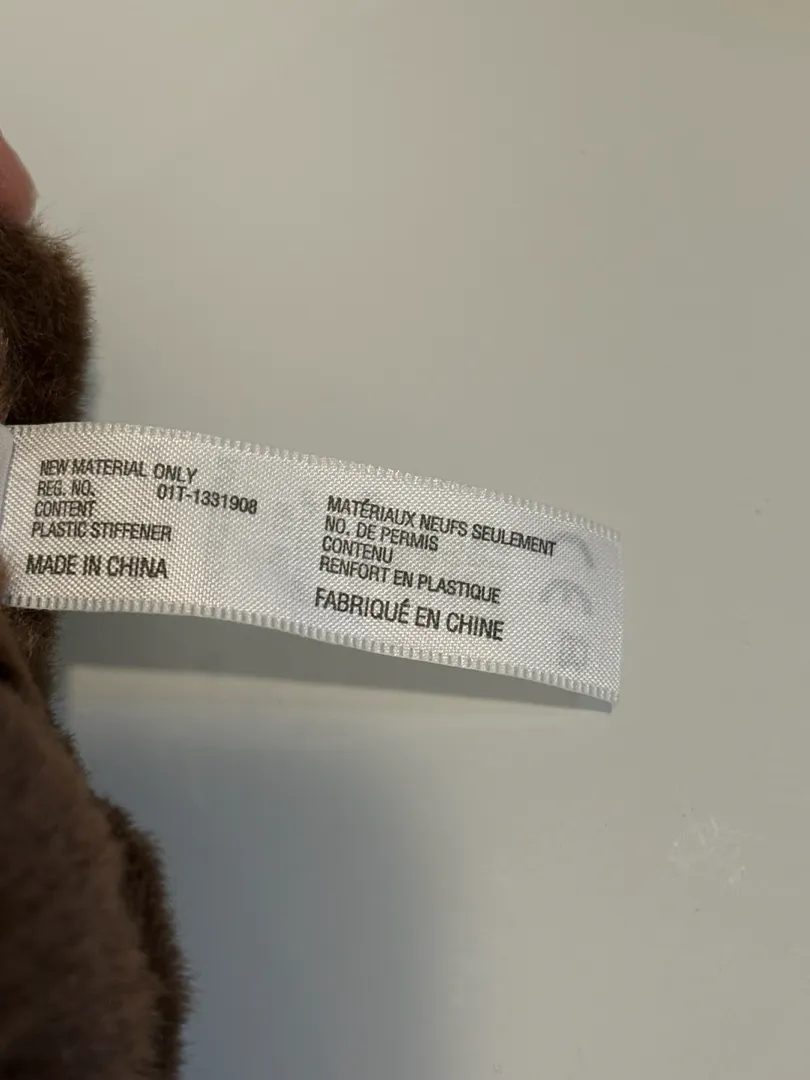 NEW MATERIAL ONLY
REG. NO. 01T-1331908
CONTENT
PLASTIC STIFFENER
MADE IN CHINA
MATÉRIAUX NEUFS SEULEMENT
NO. DE PERMIS
CONTENU
RENFORT EN PLASTIQUE
FABRIQUÉ EN CHINE